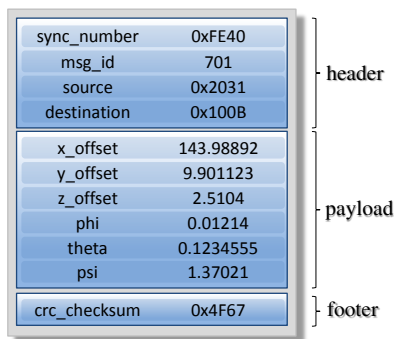 sync_number 0xFE40
msg_id 701
source 0x2031
destination 0x100B
header
x_offset 143.98892
y_offset 9.901123
z_offset 2.5104
phi 0.01214
theta 0.1234555
psi 1.37021
payload
crc_checksum 0x4F67
footer